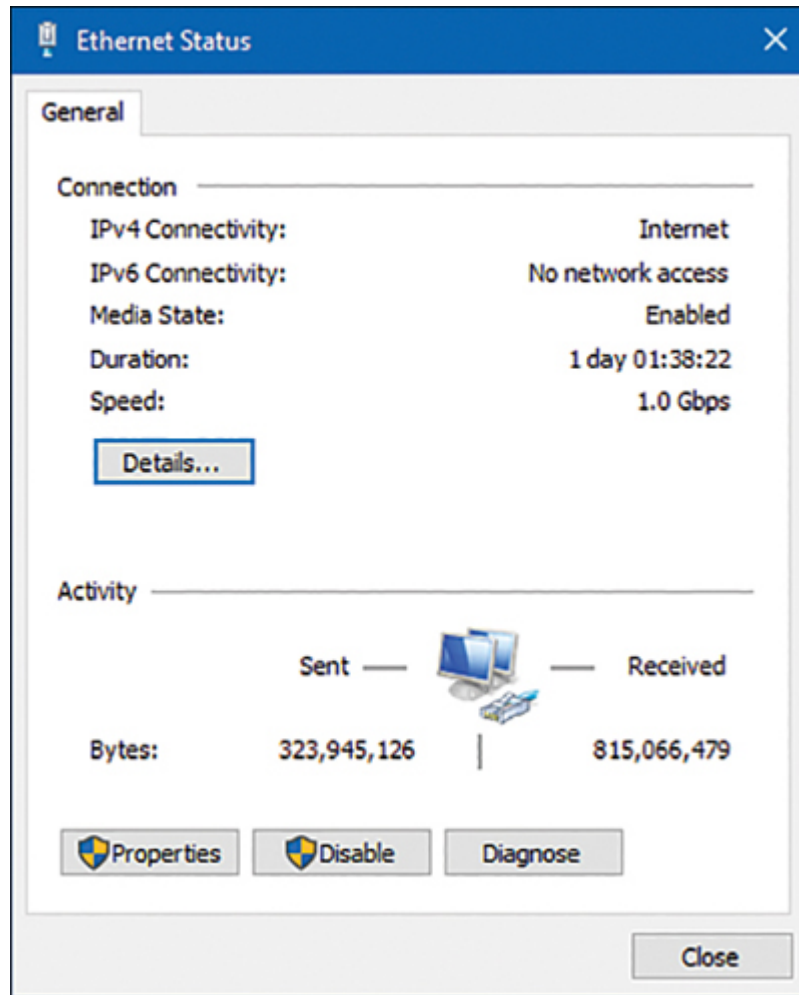 Ethernet Status
General
Connection
IPv4 Connectivity: Internet
IPv6 Connectivity: No network access
Media State: Enabled
Duration: 1 day 01:38:22
Speed: 1.0 Gbps
Details...
Activity
Sent Received
Bytes: 323,945,126 815,066,479
Properties Disable Diagnose
Close